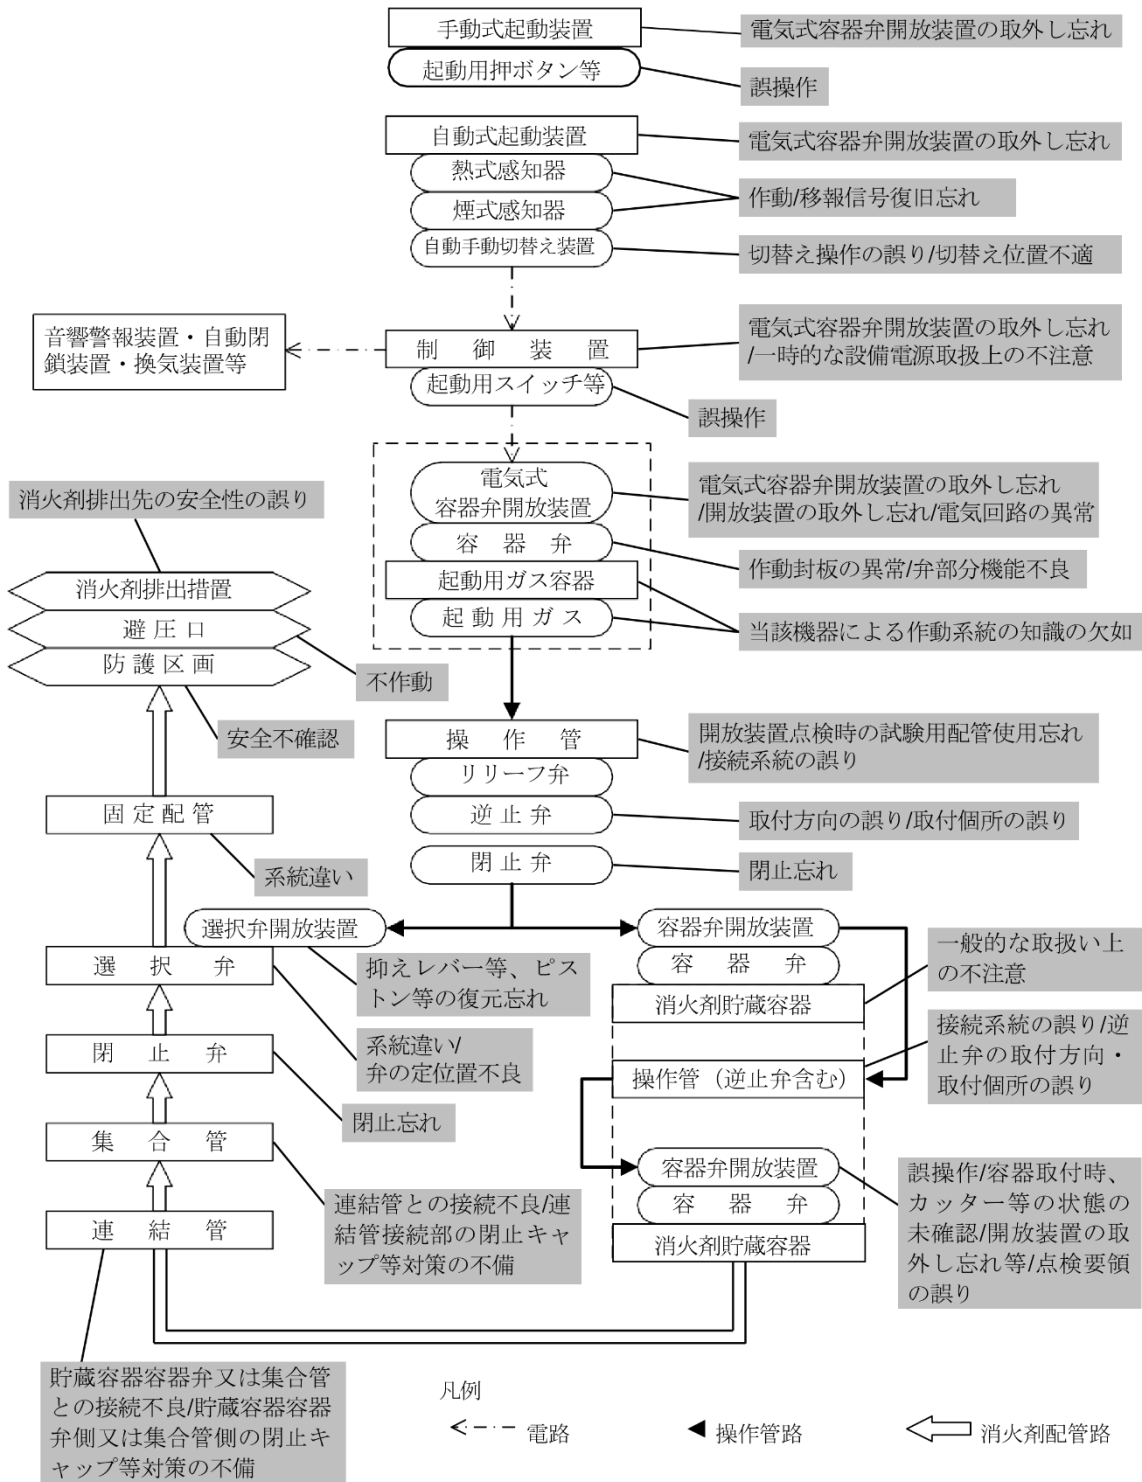 手動式起動装置
電気式容器弁開放装置の取外し忘れ
起動用押ボタン等
誤操作
自動式起動装置
電気式容器弁開放装置の取外し忘れ
熱式感知器
煙式感知器
作動/移報信号復旧忘れ
自動手動切替え装置
切替え操作の誤り/切替え位置不適
音響警報装置・自動閉
鎖装置・換気装置等
制御装置
電気式容器弁開放装置の取外し忘れ
/一時的な設備電源取扱上の不注意
起動用スイッチ等
誤操作
電気式
容器弁開放装置
電気式容器弁開放装置の取外し忘れ
/開放装置の取外し忘れ/電気回路の異常
容器弁
作動封板の異常/弁部分機能不良
起動用ガス容器
起動用ガス
当該機器による作動系統の知識の欠如
消火剤排出先の安全性の誤り
消火剤排出措置
避圧口
防護区画
不作動
安全不確認
操作管
開放装置点検時の試験用配管使用忘れ
/接続系統の誤り
リリーフ弁
逆止弁
取付方向の誤り/取付個所の誤り
閉止弁
閉止忘れ
固定配管
系統違い
選択弁開放装置
抑えレバー等、ピス
トン等の復元忘れ
選択弁
系統違い/
弁の定位置不良
閉止弁
閉止忘れ
集合管
連結管との接続不良/連
結管接続部の閉止キャ
ップ等対策の不備
連結管
容器弁開放装置
容器弁
消火剤貯蔵容器
一般的な取扱い上
の不注意
操作管（逆止弁含む）
接続系統の誤り/逆
止弁の取付方向・
取付個所の誤り
容器弁開放装置
容器弁
消火剤貯蔵容器
誤操作/容器取付時、
カッター等の状態の
未確認/開放装置の取
外し忘れ等/点検要領
の誤り
貯蔵容器容器弁又は集合管
との接続不良/貯蔵容器容器
弁側又は集合管側の閉止キ
ャップ等対策の不備
凡例
電路
操作管路
消火剤配管路